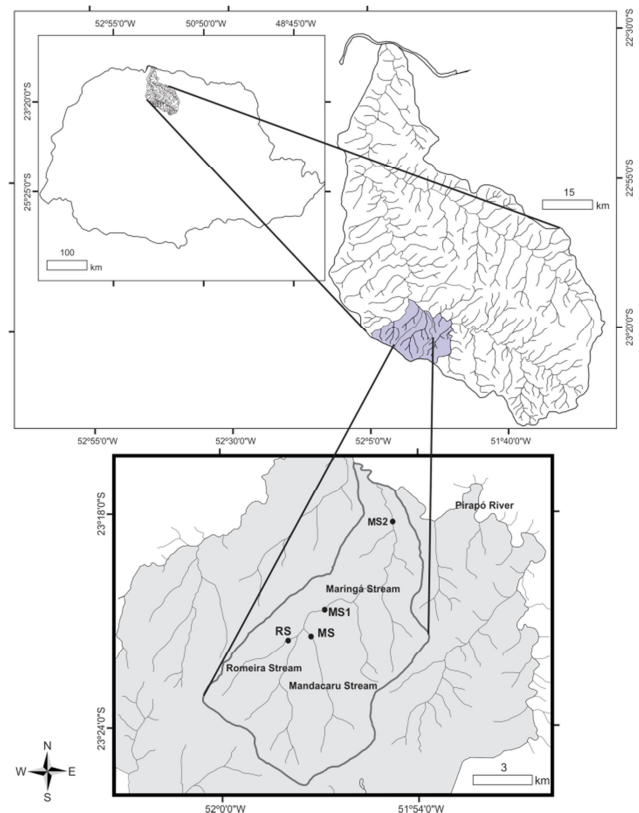 52°55'0"W
50°50'0"W
48°45'0"W
22°30'0"S
23°20'0"S
25°25'0"S
22°55'0"S
15
km
100
km
23°20'0"S
52°55'0"W
52°30'0"W
52°5'0"W
51°40'0"W
23°18'0"S
Pirapó River
MS2
Maringá Stream
MS1
RS
MS
Romeira Stream
Mandacaru Stream
23°24'0"S
N
W
E
S
3
km
52°0'0"W
51°54'0"W